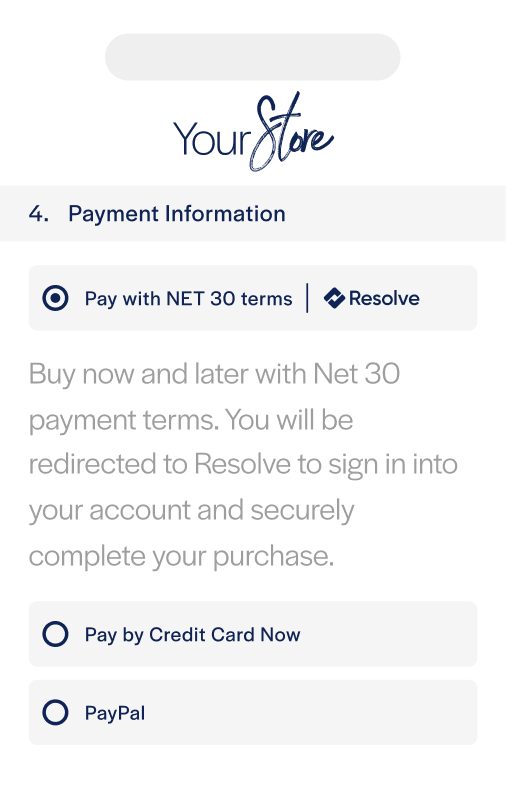 Your Store
4. Payment Information
Pay with NET 30 terms | Resolve
Buy now and later with Net 30
payment terms. You will be
redirected to Resolve to sign in into
your account and securely
complete your purchase.
Pay by Credit Card Now
PayPal